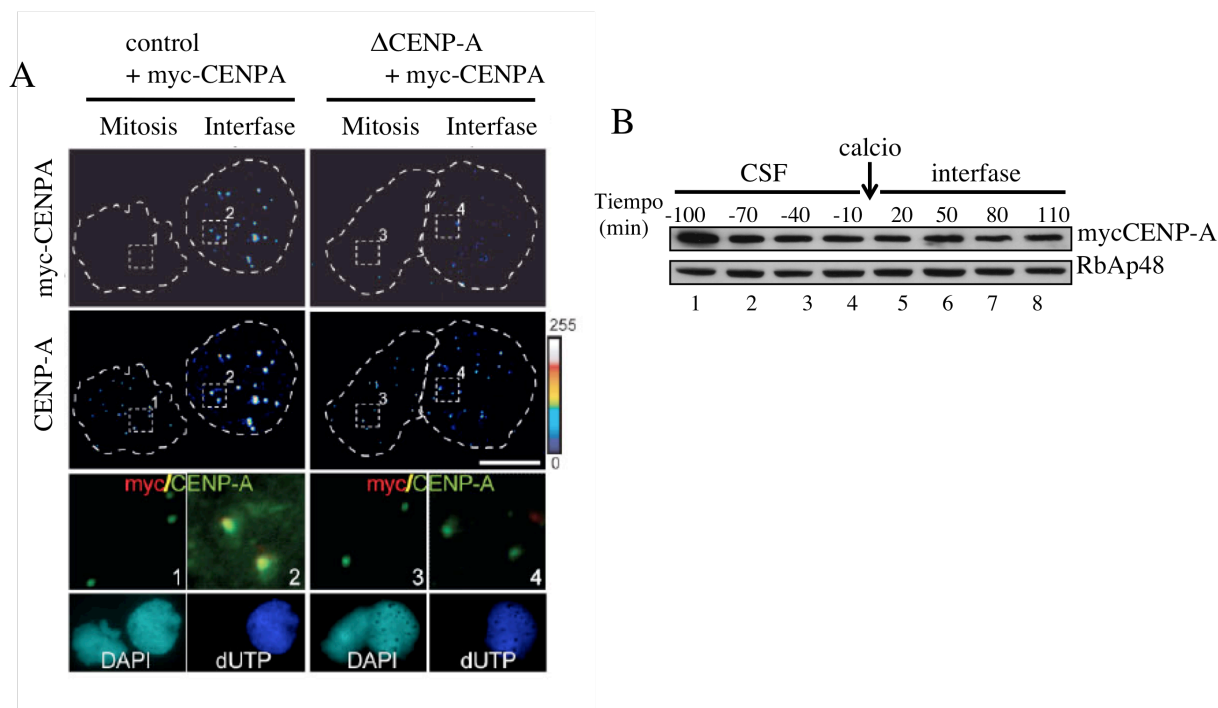 A
control
+ myc-CENPA
ΔCENP-A
+ myc-CENPA
Mitosis Interfase Mitosis Interfase
myc-CENPA
1
2
3
4
CENP-A
1
2
3
4
255
0
myc/CENP-A myc/CENP-A
1 2 3 4
DAPI dUTP DAPI dUTP
B
calcio
CSF interfase
Tiempo
(min)
-100 -70 -40 -10 20 50 80 110
mycCENP-A
RbAp48
1 2 3 4 5 6 7 8